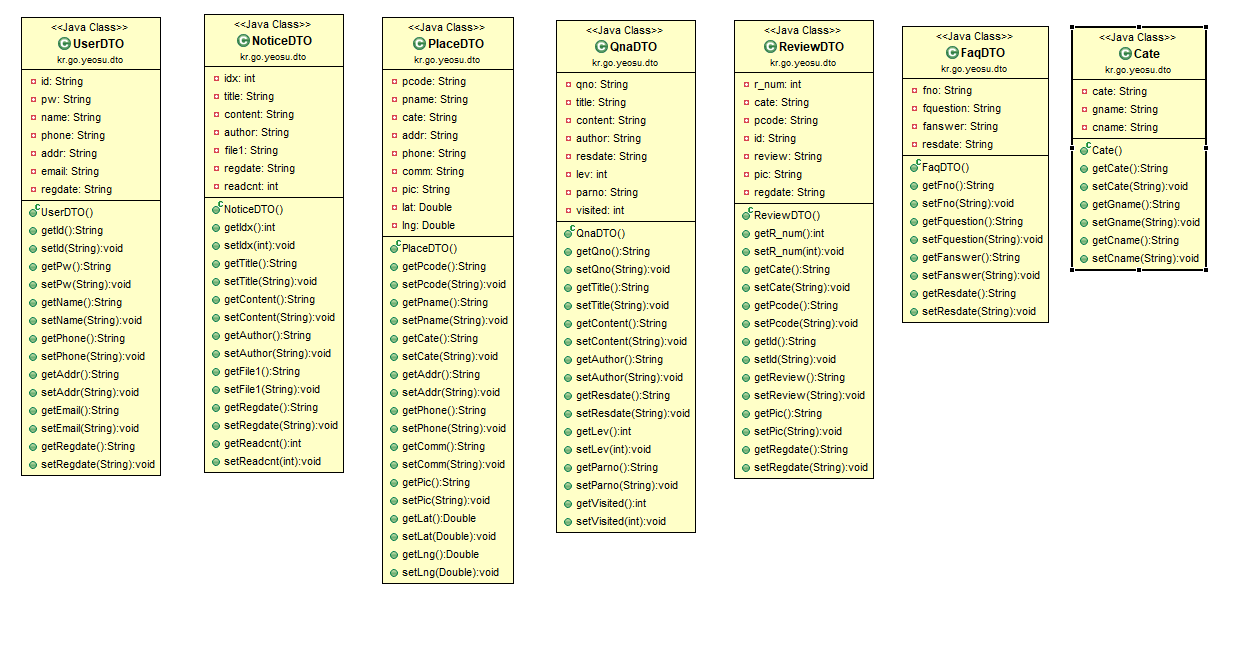 <<Java Class>>
UserDTO
kr.go.yeosu.dto
id: String
pw: String
name: String
phone: String
addr: String
email: String
regdate: String
UserDTO()
getId():String
setId(String):void
getPw():String
setPw(String):void
getName():String
setName(String):void
getPhone():String
setPhone(String):void
getAddr():String
setAddr(String):void
getEmail():String
setEmail(String):void
getRegdate():String
setRegdate(String):void
<<Java Class>>
NoticeDTO
kr.go.yeosu.dto
idx: int
title: String
content: String
author: String
file1: String
regdate: String
readcnt: int
NoticeDTO()
getIdx():int
setIdx(int):void
getTitle():String
setTitle(String):void
getContent():String
setContent(String):void
getAuthor():String
setAuthor(String):void
getFile1():String
setFile1(String):void
getRegdate():String
setRegdate(String):void
getReadcnt():int
setReadcnt(int):void
<<Java Class>>
PlaceDTO
kr.go.yeosu.dto
pcode: String
pname: String
cate: String
addr: String
phone: String
comm: String
pic: String
lat: Double
lng: Double
PlaceDTO()
getPcode():String
setPcode(String):void
getPname():String
setPname(String):void
getCate():String
setCate(String):void
getAddr():String
setAddr(String):void
getPhone():String
setPhone(String):void
getComm():String
setComm(String):void
getPic():String
setPic(String):void
getLat():Double
setLat(Double):void
getLng():Double
setLng(Double):void
<<Java Class>>
QnaDTO
kr.go.yeosu.dto
qno: String
title: String
content: String
author: String
resdate: String
lev: int
parno: String
visited: int
QnaDTO()
getQno():String
setQno(String):void
getTitle():String
setTitle(String):void
getContent():String
setContent(String):void
getAuthor():String
setAuthor(String):void
getResdate():String
setResdate(String):void
getLev():int
setLev(int):void
getParno():String
setParno(String):void
getVisited():int
setVisited(int):void
<<Java Class>>
ReviewDTO
kr.go.yeosu.dto
r_num: int
cate: String
pcode: String
id: String
review: String
pic: String
regdate: String
ReviewDTO()
getR_num():int
setR_num(int):void
getCate():String
setCate(String):void
getPcode():String
setPcode(String):void
getId():String
setId(String):void
getReview():String
setReview(String):void
getPic():String
setPic(String):void
getRegdate():String
setRegdate(String):void
<<Java Class>>
FaqDTO
kr.go.yeosu.dto
fno: String
fquestion: String
fanswer: String
resdate: String
FaqDTO()
getFno():String
setFno(String):void
getFquestion():String
setFquestion(String):void
getFanswer():String
setFanswer(String):void
getResdate():String
setResdate(String):void
<<Java Class>>
Cate
kr.go.yeosu.dto
cate: String
gname: String
cname: String
Cate()
getCate():String
setCate(String):void
getGname():String
setGname(String):void
getCname():String
setCname(String):void